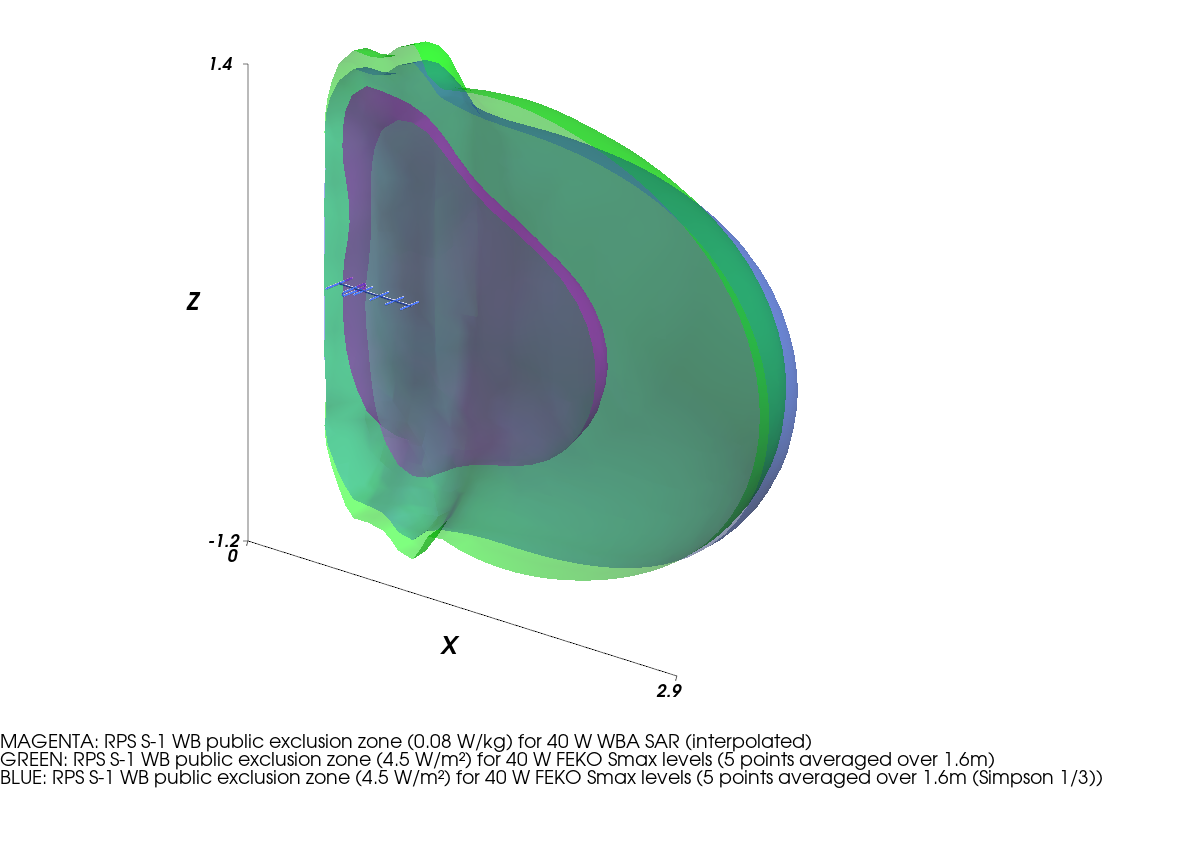 1.4
Z
-1.2
0
X
2.9
MAGENTA: RPS S-1 WB public exclusion zone (0.08 W/kg) for 40 W WBA SAR (interpolated)
GREEN: RPS S-1 WB public exclusion zone (4.5 W/m²) for 40 W FEKO Smax levels (5 points averaged over 1.6m)
BLUE: RPS S-1 WB public exclusion zone (4.5 W/m²) for 40 W FEKO Smax levels (5 points averaged over 1.6m (Simpson 1/3))